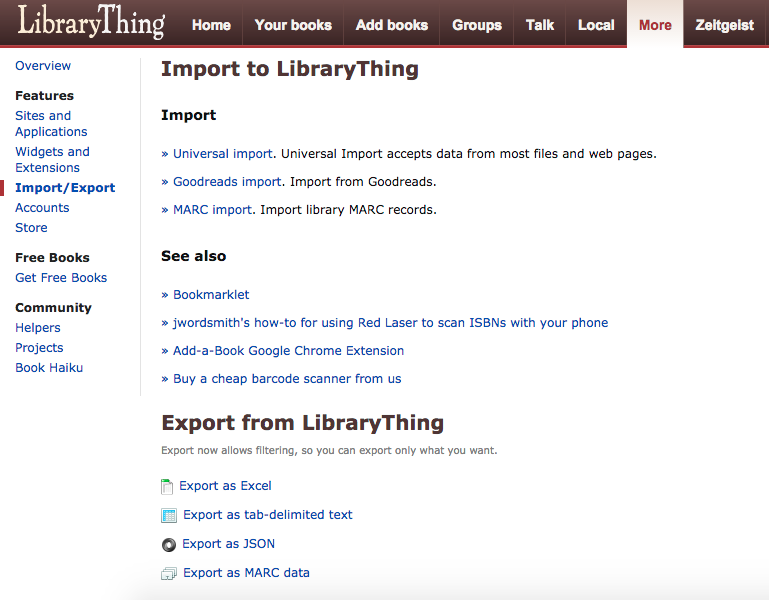 LibraryThing
Home Your books Add books Groups Talk Local More Zeitgeist
Overview
Features
Sites and
Applications
Widgets and
Extensions
Import/Export
Accounts
Store
Free Books
Get Free Books
Community
Helpers
Projects
Book Haiku
Import to LibraryThing
Import
» Universal import. Universal Import accepts data from most files and web pages.
» Goodreads import. Import from Goodreads.
» MARC import. Import library MARC records.
See also
» Bookmarklet
» jwordsmith's how-to for using Red Laser to scan ISBNs with your phone
» Add-a-Book Google Chrome Extension
» Buy a cheap barcode scanner from us
Export from LibraryThing
Export now allows filtering, so you can export only what you want.
Export as Excel
Export as tab-delimited text
Export as JSON
Export as MARC data